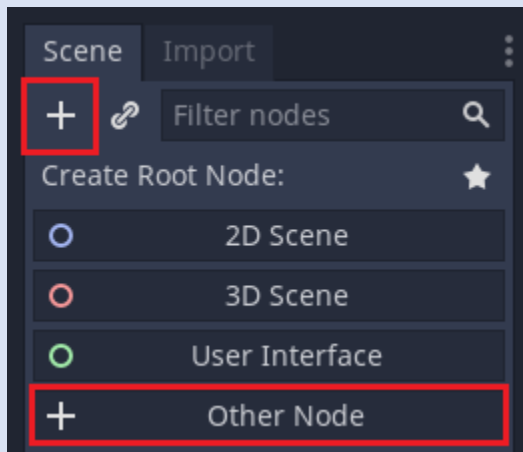 Scene Import
Filter nodes
Create Root Node:
2D Scene
3D Scene
User Interface
Other Node